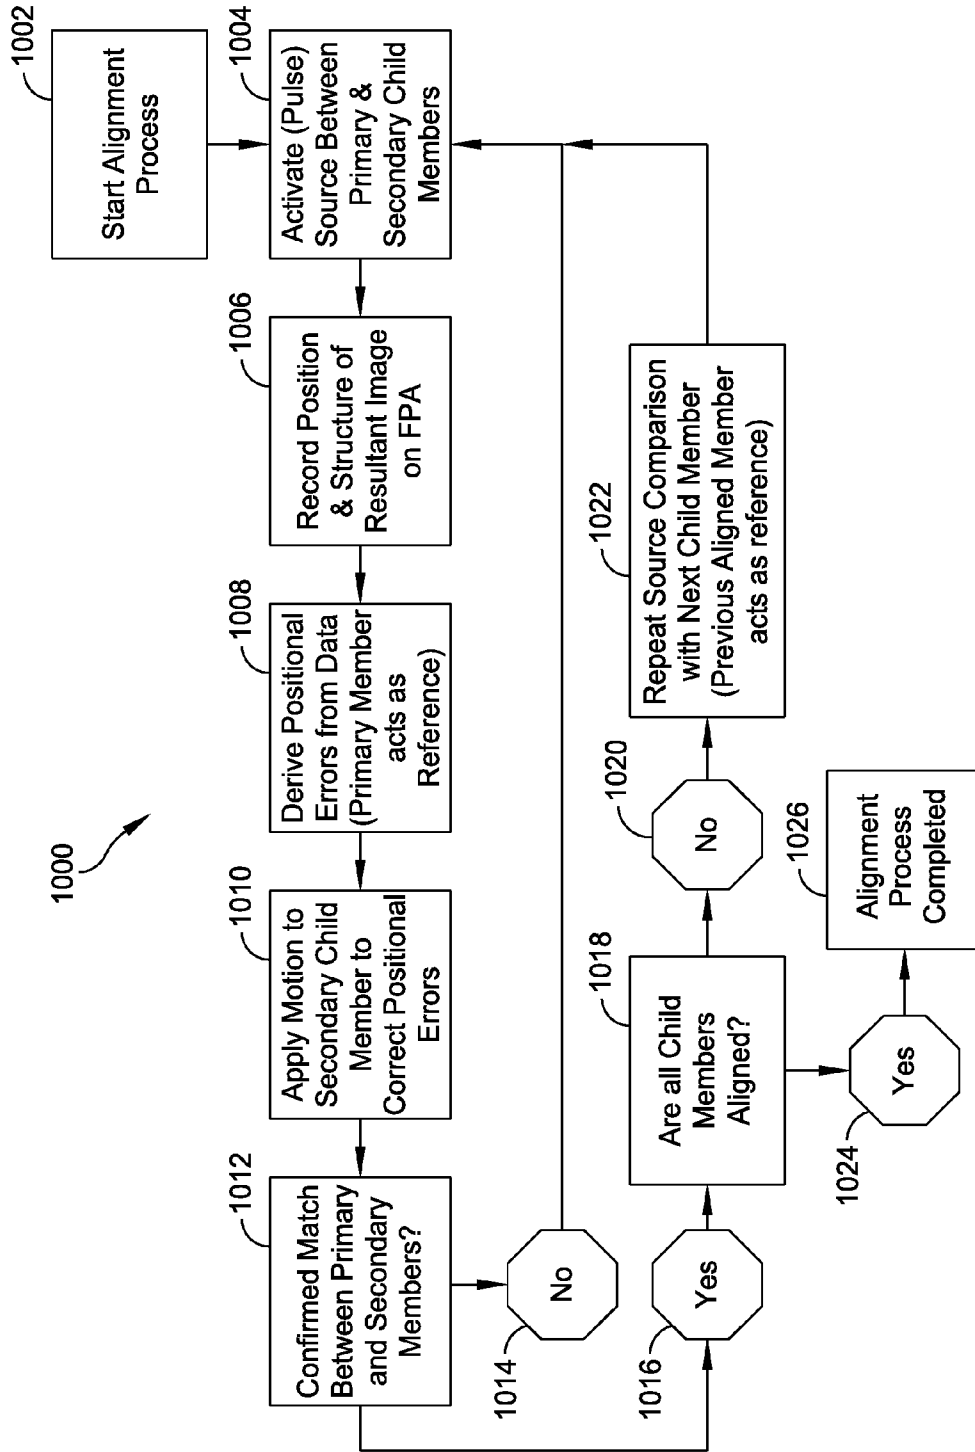 1000
1002
Start Alignment
Process
1004
Activate (Pulse)
Source Between
Primary &
Secondary Child
Members
1006
Record Position
& Structure of
Resultant Image
on FPA
1008
Derive Positional
Errors from Data
(Primary Member
acts as
Reference)
1010
Apply Motion to
Secondary Child
Member to
Correct Positional
Errors
1012
Confirmed Match
Between Primary
and Secondary
Members?
1014
No
1016
Yes
1018
Are all Child
Members
Aligned?
1020
No
1022
Repeat Source Comparison
with Next Child Member
(Previous Aligned Member
acts as reference)
1024
Yes
1026
Alignment
Process
Completed